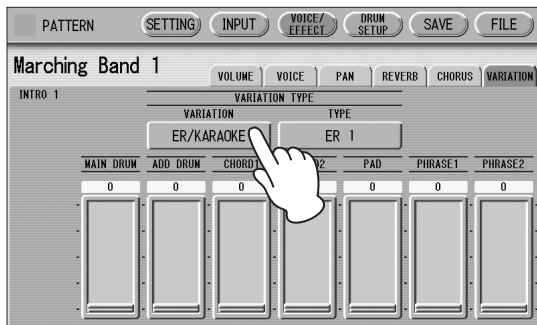 PATTERN SETTING INPUT VOICE/ EFFECT DRUM SETUP SAVE FILE
Marching Band 1
VOLUME VOICE PAN REVERB CHORUS VARIATION
INTRO 1
VARIATION TYPE
VARIATION TYPE
ER/KARAOKE ER 1
MAIN DRUM ADD DRUM CHORD1 PAD PHRASE1 PHRASE2
0 0 0 0 0 0